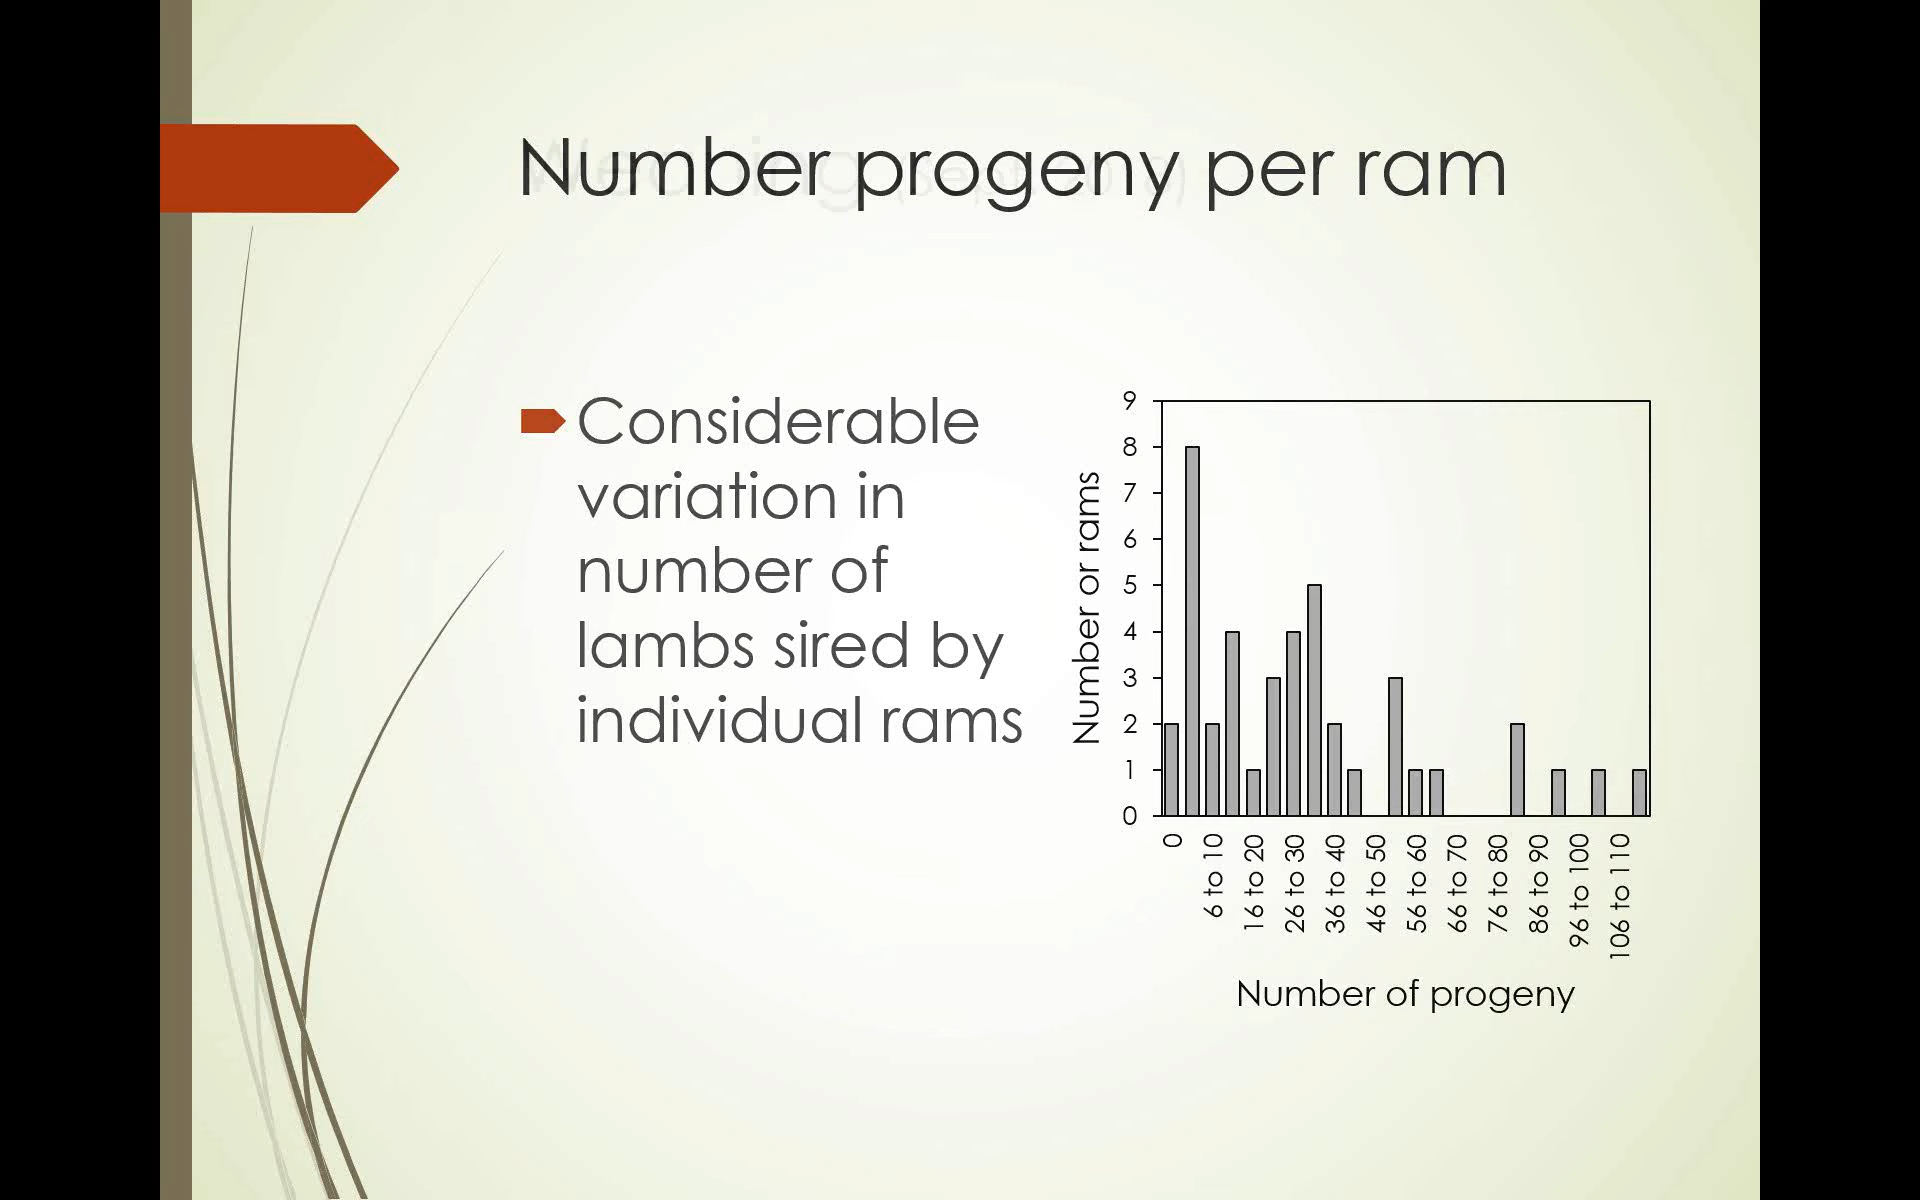 Number progeny per ram
Considerable
variation in
number of
lambs sired by
individual rams
9
8
7
6
5
4
3
2
1
0
Number or rams
0
6 to 10
16 to 20
26 to 30
36 to 40
46 to 50
56 to 60
66 to 70
76 to 80
86 to 90
96 to 100
106 to 110
Number of progeny